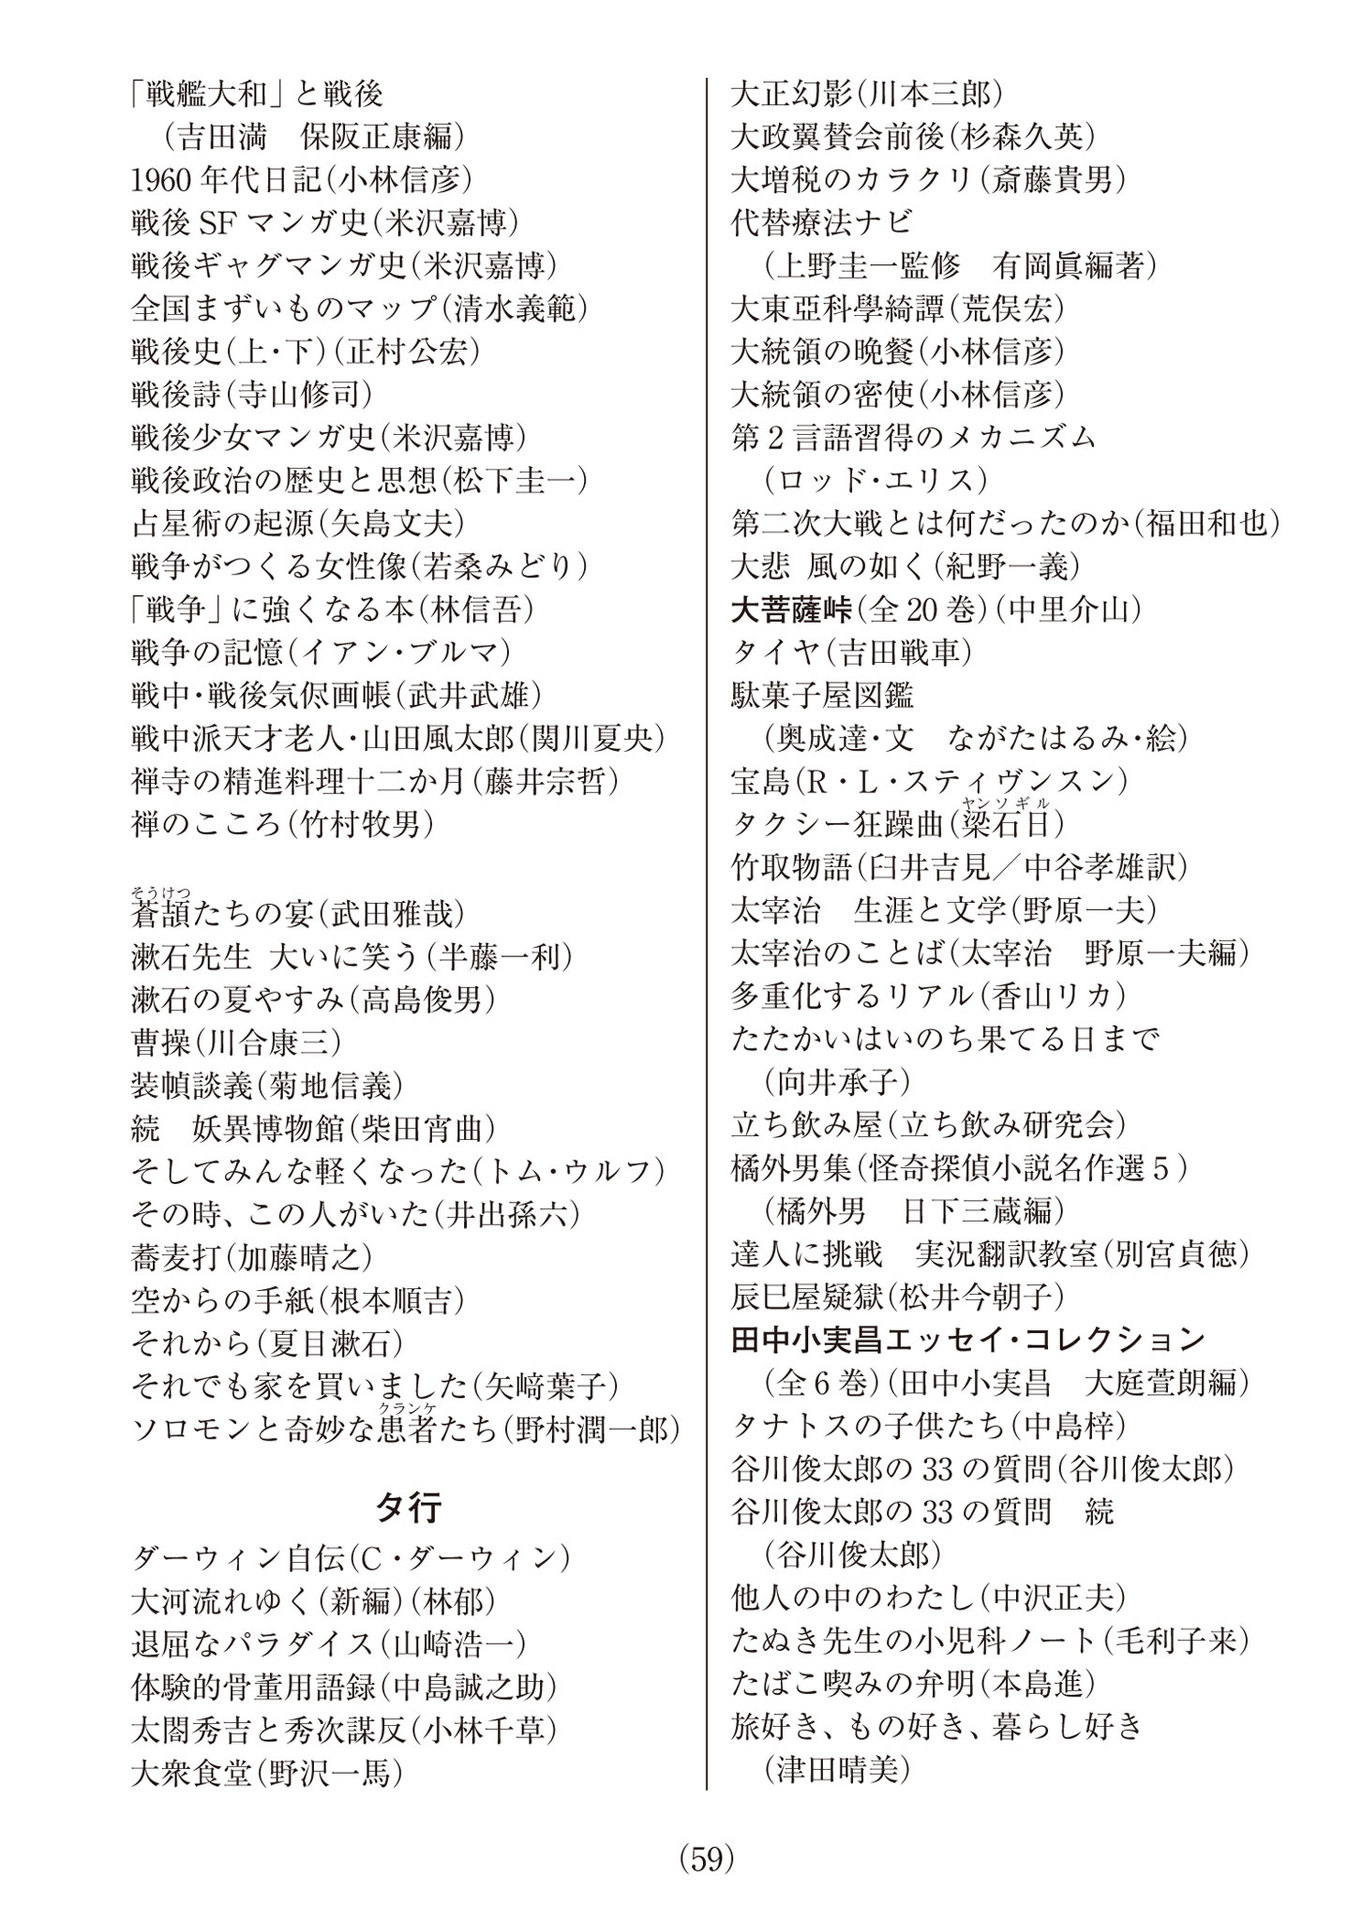 「戦艦大和」と戦後
（吉田満　保阪正康編）
1960 年代日記（小林信彦）
戦後 SF マンガ史（米沢嘉博）
戦後ギャグマンガ史（米沢嘉博）
全国まずいものマップ（清水義範）
戦後史（上・下）（正村公宏）
戦後詩（寺山修司）
戦後少女マンガ史（米沢嘉博）
戦後政治の歴史と思想（松下圭一）
占星術の起源（矢島文夫）
戦争がつくる女性像（若桑みどり）
「戦争」に強くなる本（林信吾）
戦争の記憶（イアン・ブルマ）
戦中・戦後気侭画帳（武井武雄）
戦中派天才老人・山田風太郎（関川夏央）
禅寺の精進料理十二か月（藤井宗哲）
禅のこころ（竹村牧男）
そうけつ
蒼頡たちの宴（武田雅哉）
漱石先生 大いに笑う（半藤一利）
漱石の夏やすみ（高島俊男）
曹操（川合康三）
装幀談義（菊地信義）
続　妖異博物館（柴田宵曲）
そしてみんな軽くなった（トム・ウルフ）
その時、この人がいた（井出孫六）
蕎麦打（加藤晴之）
空からの手紙（根本順吉）
それから（夏目漱石）
それでも家を買いました（矢﨑葉子）
クランケ
ソロモンと奇妙な患者たち（野村潤一郎）
タ行
ダーウィン自伝（C・ダーウィン）
大河流れゆく（新編）（林郁）
退屈なパラダイス（山崎浩一）
体験的骨董用語録（中島誠之助）
太閤秀吉と秀次謀反（小林千草）
大衆食堂（野沢一馬）
大正幻影（川本三郎）
大政翼賛会前後（杉森久英）
大増税のカラクリ（斎藤貴男）
代替療法ナビ
（上野圭一監修　有岡眞編著）
大東亞科學綺譚（荒俣宏）
大統領の晩餐（小林信彦）
大統領の密使（小林信彦）
第 2 言語習得のメカニズム
（ロッド・エリス）
第二次大戦とは何だったのか（福田和也）
大悲 風の如く（紀野一義）
大菩薩峠（全 20 巻）（中里介山）
タイヤ（吉田戦車）
駄菓子屋図鑑
（奥成達・文　ながたはるみ・絵）
宝島（R・L・スティヴンスン）
ヤンソギル
タクシー狂躁曲（梁石日）
竹取物語（臼井吉見／中谷孝雄訳）
太宰治　生涯と文学（野原一夫）
太宰治のことば（太宰治　野原一夫編）
多重化するリアル（香山リカ）
たたかいはいのち果てる日まで
（向井承子）
立ち飲み屋（立ち飲み研究会）
橘外男集（怪奇探偵小説名作選 5 ）
（橘外男　日下三蔵編）
達人に挑戦　実況翻訳教室（別宮貞徳）
辰巳屋疑獄（松井今朝子）
田中小実昌エッセイ・コレクション
（全 6 巻）（田中小実昌　大庭萱朗編）
タナトスの子供たち（中島梓）
谷川俊太郎の 33 の質問（谷川俊太郎）
谷川俊太郎の 33 の質問　続
（谷川俊太郎）
他人の中のわたし（中沢正夫）
たぬき先生の小児科ノート（毛利子来）
たばこ喫みの弁明（本島進）
旅好き、もの好き、暮らし好き
（津田晴美）
（59）